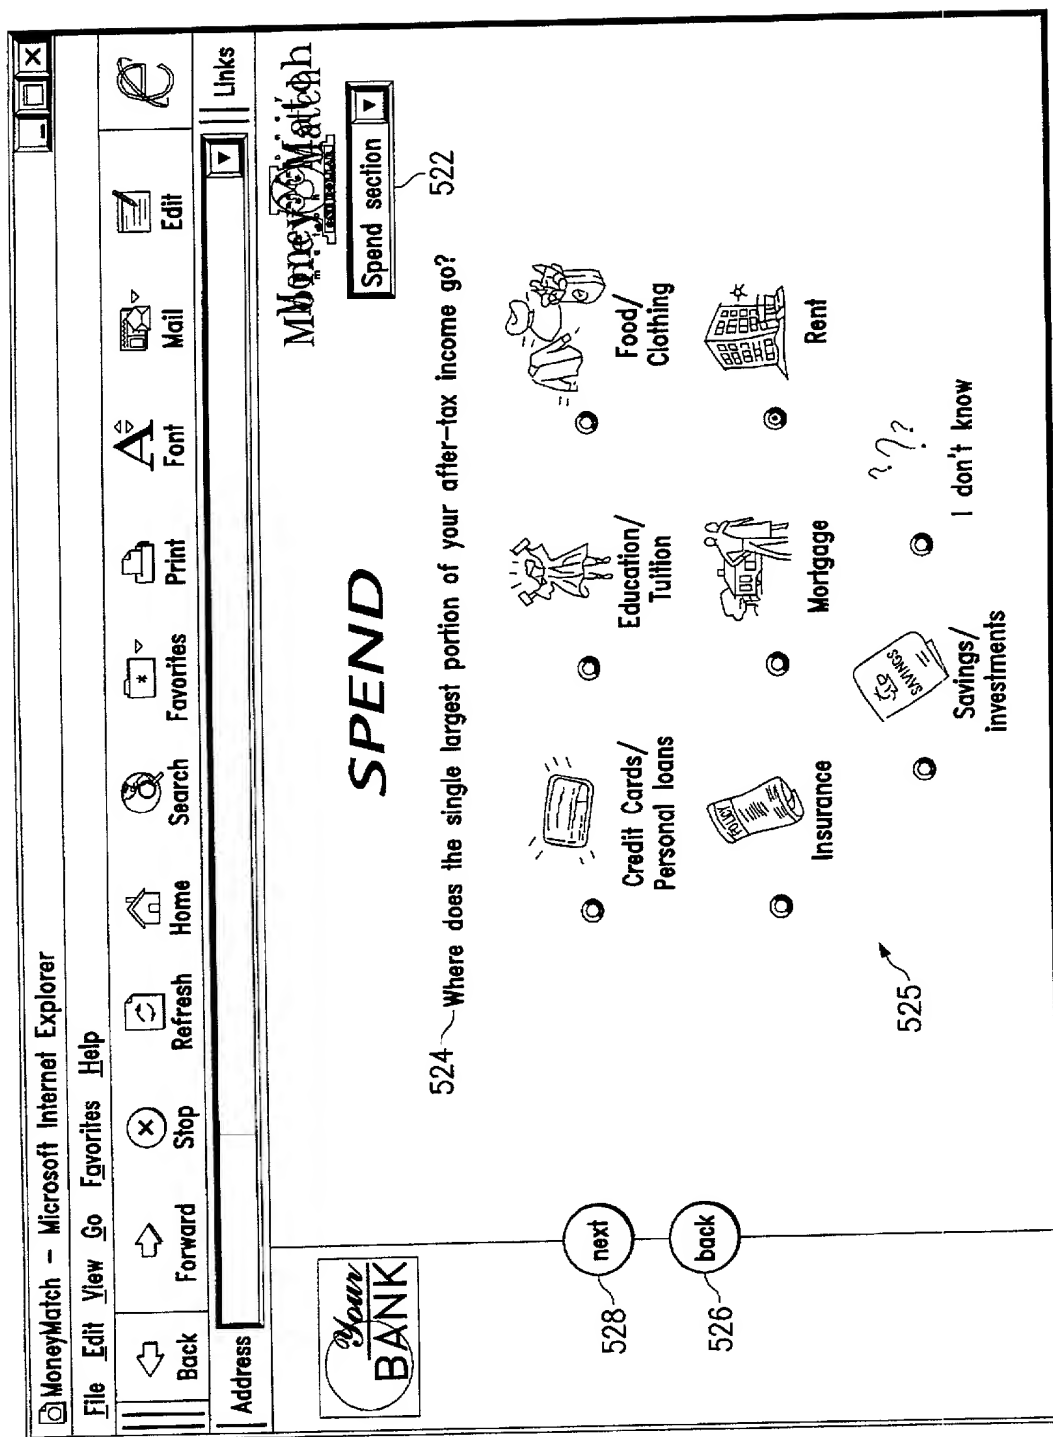 MoneyMatch – Microsoft Internet Explorer
File Edit View Go Favorites Help
Back Forward Stop Refresh Home Search Favorites Print Font Mail Edit
Address Links
Your
BANK
MoneyMatch
SPEND
Spend section
522
524 Where does the single largest portion of your after-tax income go?
Credit Cards/
Personal loans
Education/
Tuition
Food/
Clothing
POLICY
Insurance
Mortgage
Rent
SAVINGS
Savings/
investments
I don't know
525
next
528
back
526